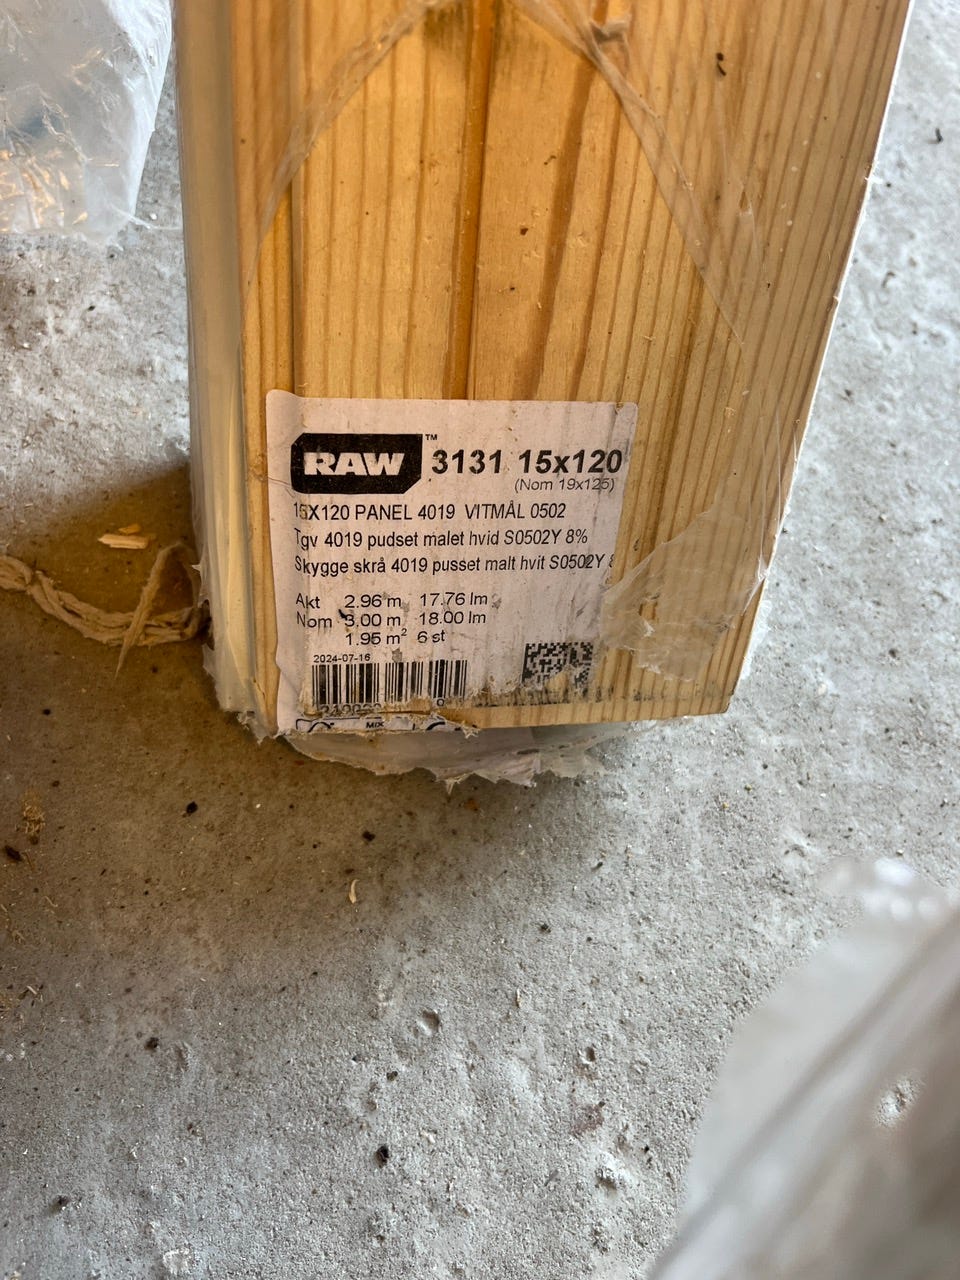 RAW™ 3131 15x120
(Nom 19x125)
15X120 PANEL 4019 VITMÅL 0502
Tgv 4019 pudset malet hvid S0502Y 8%
Skygge skrå 4019 pusset malt hvit S0502Y
Akt 2.96 m 17.76 lm
Nom 3.00 m 18.00 lm
1.95 m² 6 st
2024-07-16
MIX